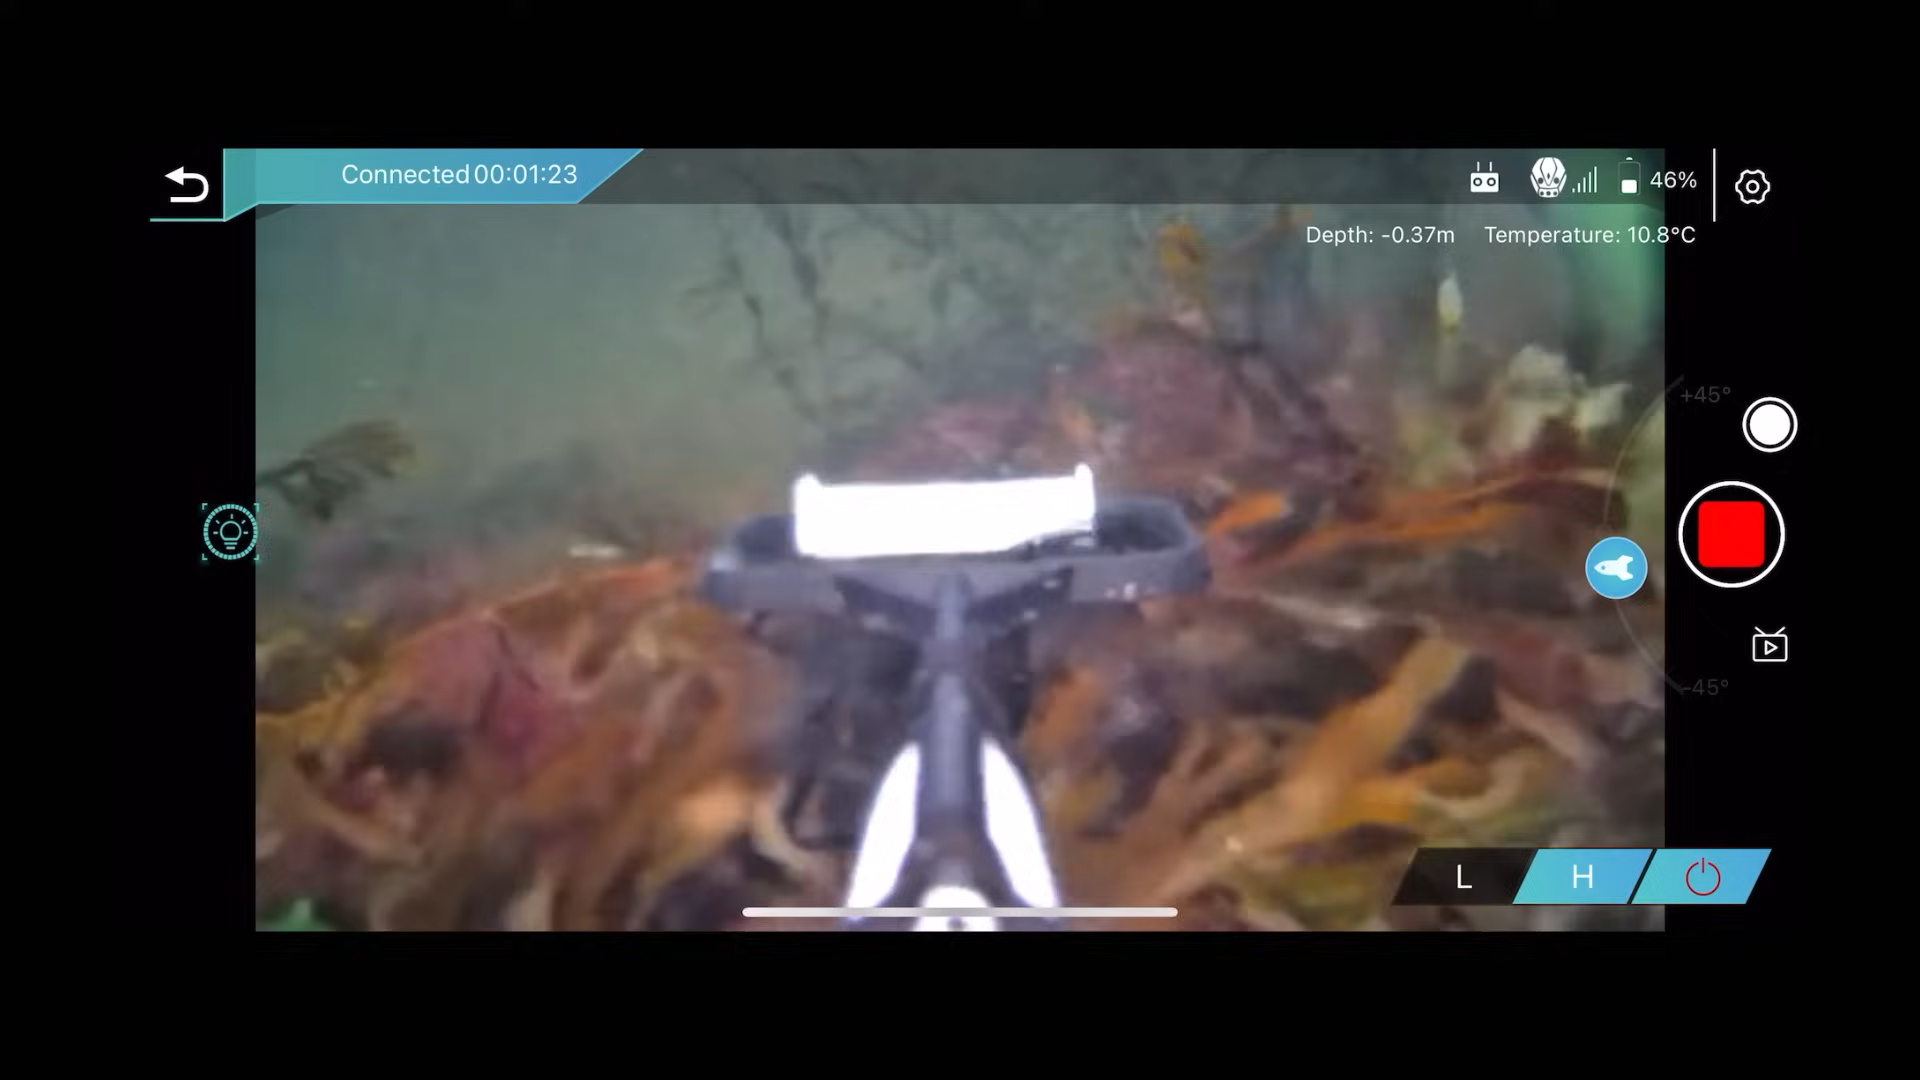 Connected 00:01:23
46%
Depth: -0.37m Temperature: 10.8°C
+45°
-45°
L H